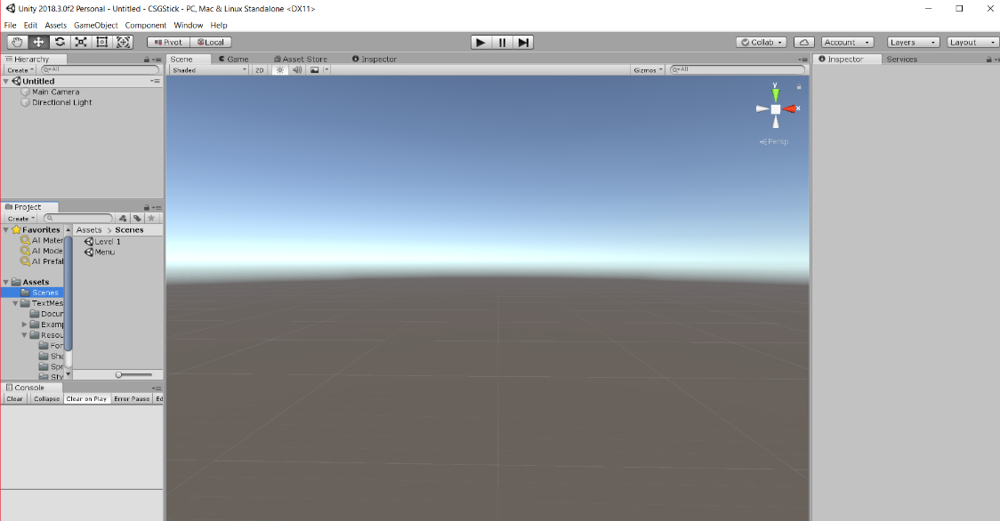 Unity 2018.3.0f2 Personal - Untitled - CSGStick - PC, Mac & Linux Standalone <DX11>
File Edit Assets GameObject Component Window Help
Pivot Local Collab Account Layers Layout
Hierarchy
Create All
Untitled
Main Camera
Directional Light
Project
Create
Favorites
All Mater
All Mode
All Prefal
Assets
Scenes
TextMes
Docun
Examp
Resou
For
Sha
Spr
Sty
Assets > Scenes
Level 1
Menu
Console
Clear Collapse Clear on Play Error Pause Ed
Scene Game Asset Store Inspector
Shaded 2D Gizmos All
y
x
Persp
Inspector Services